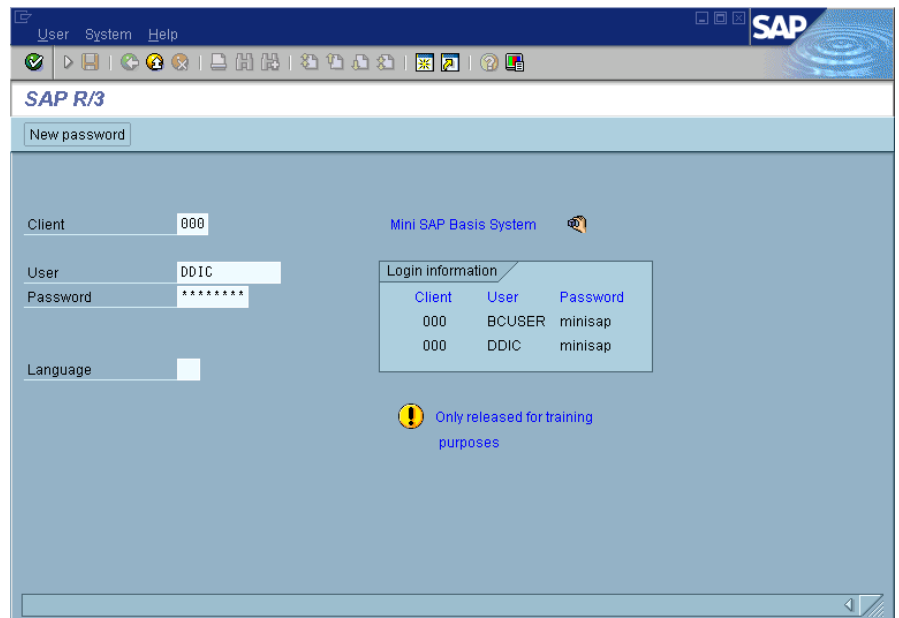 User System Help
SAP
SAP R/3
New password
Client 000
Mini SAP Basis System
User DDIC
Password ********
Language
Login information
Client User Password
000 BCUSER minisap
000 DDIC minisap
Only released for training
purposes